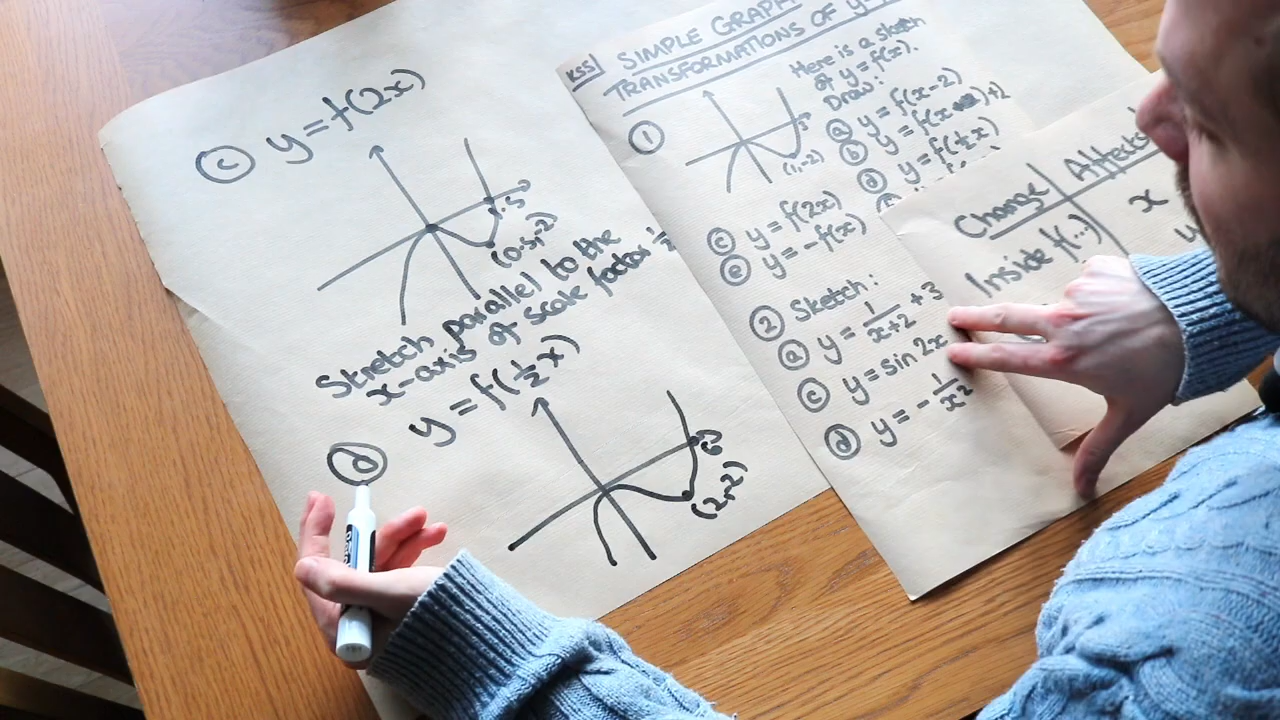 ⓒ y = f(2x)
1.5
(0.5,-2)
Stretch parallel to the
x-axis of scale factor ½
ⓓ y = f(½x)
(2,-2)
KS5
SIMPLE GRAPH
TRANSFORMATIONS OF
①
Here is a sketch
of y = f(x).
Draw:
3
(1,-2)
ⓐ y = f(x-2)
ⓑ y = f(x)+2
ⓓ y = f(½x)
ⓒ y = f(2x)
ⓔ y = -f(x)
② Sketch:
ⓐ y = 1/(x+2) + 3
ⓒ y = sin 2x
ⓓ y = -1/x²
Change Affects
Inside f(...) x